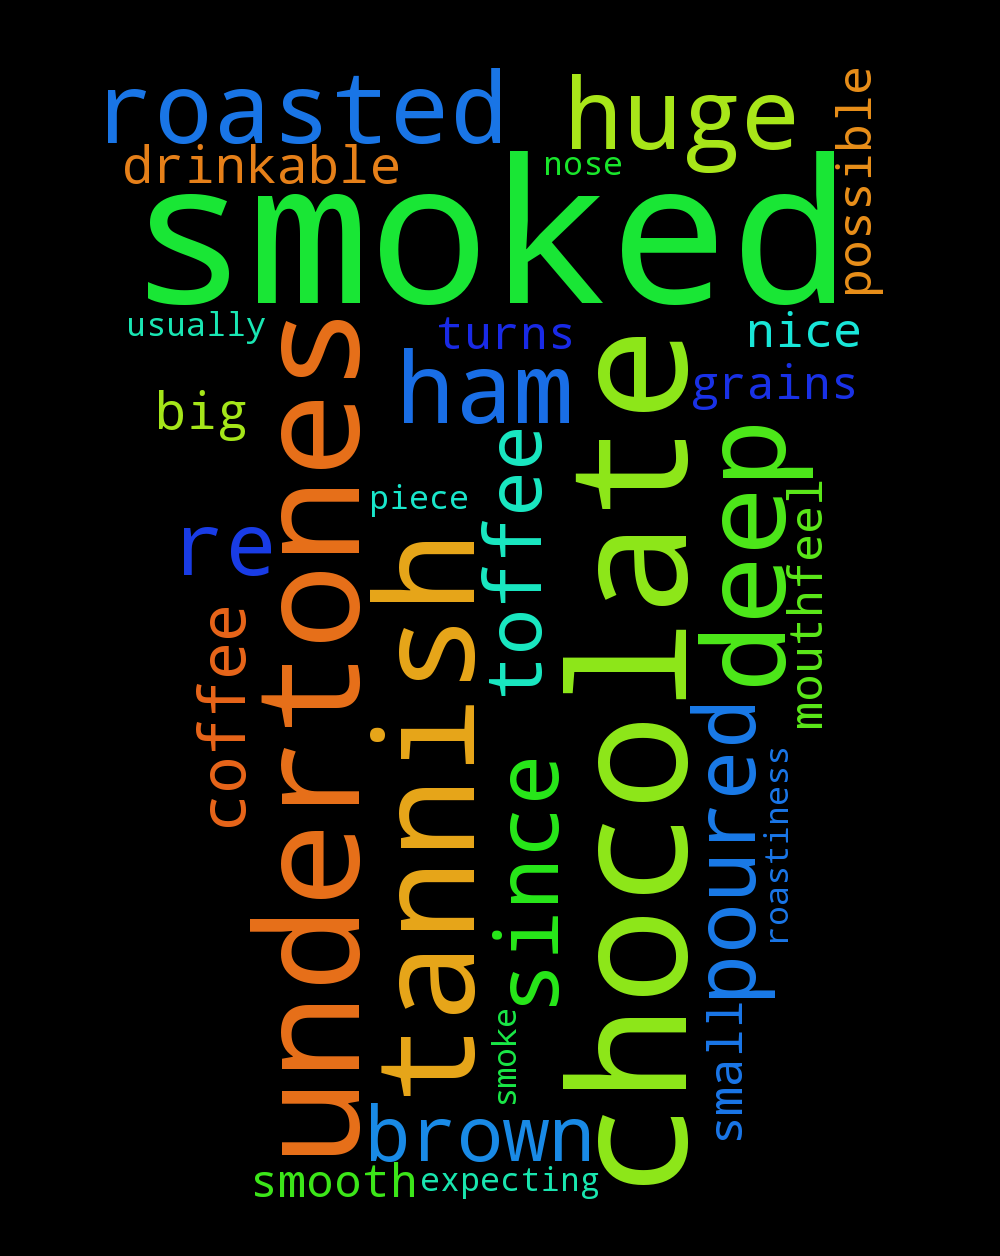 roasted
huge
possible
drinkable
nose
smoked
usually
turns
nice
undertones
ham
chocolate
grains
big
toffee
deep
piece
mouthfeel
re
tannish
coffee
poured
since
roastiness
smoke
small
brown
smooth
expecting